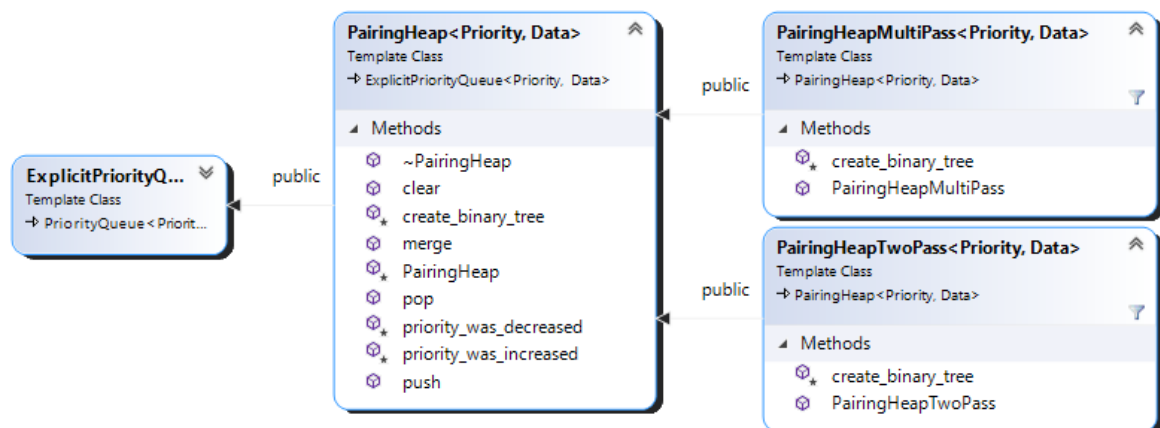 ExplicitPriorityQ...
Template Class
PriorityQueue<Priorit...
public
PairingHeap<Priority, Data>
Template Class
ExplicitPriorityQueue<Priority, Data>
Methods
~PairingHeap
clear
create_binary_tree
merge
PairingHeap
pop
priority_was_decreased
priority_was_increased
push
public
PairingHeapMultiPass<Priority, Data>
Template Class
PairingHeap<Priority, Data>
Methods
create_binary_tree
PairingHeapMultiPass
public
PairingHeapTwoPass<Priority, Data>
Template Class
PairingHeap<Priority, Data>
Methods
create_binary_tree
PairingHeapTwoPass